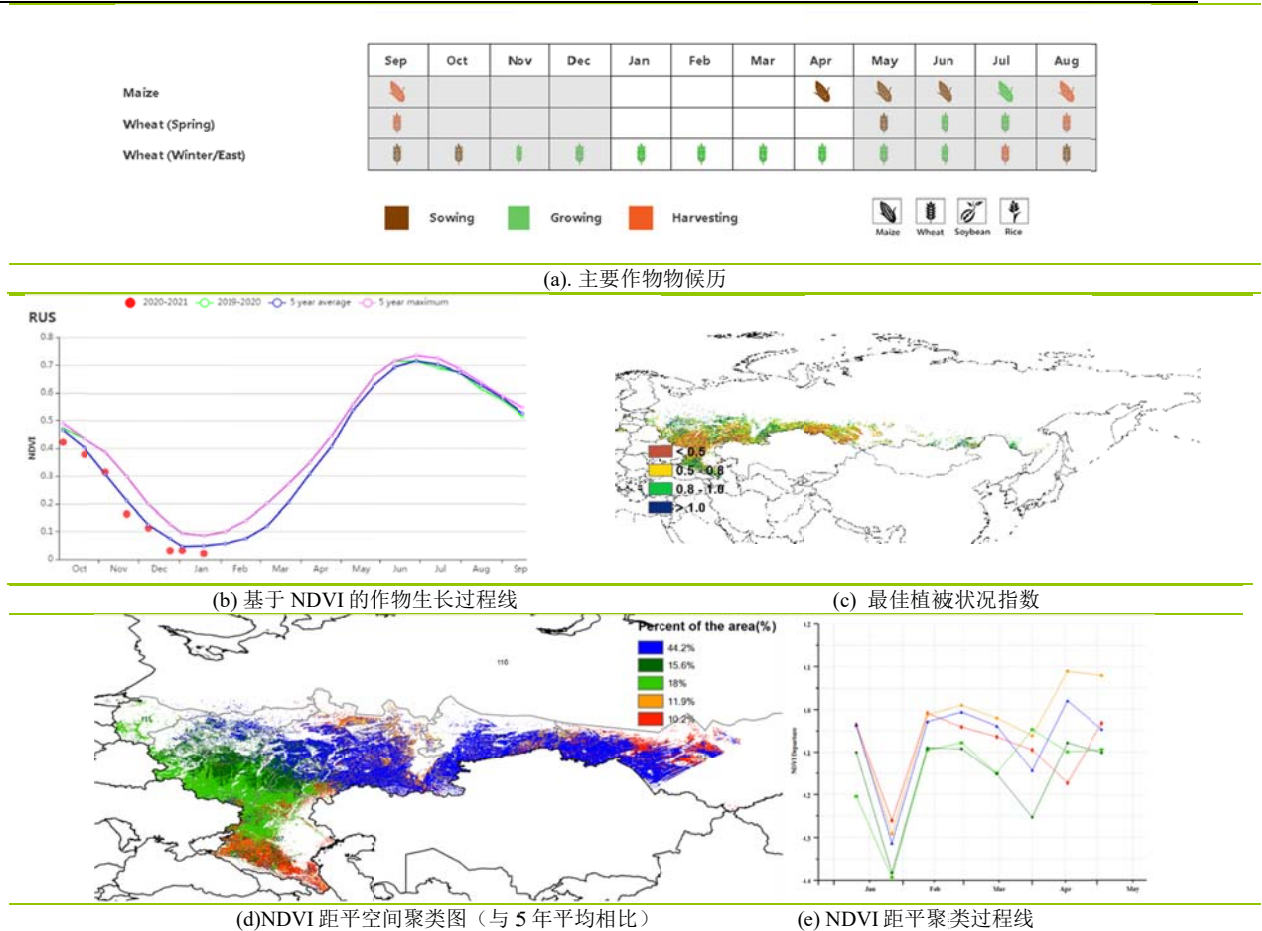 Sep Oct Nov Dec Jan Feb Mar Apr May Jun Jul Aug
Maize
Wheat (Spring)
Wheat (Winter/East)
Sowing Growing Harvesting
Maize Wheat Soybean Rice
(a). 主要作物物候历
2020-2021 2019-2020 5 year average 5 year maximum
RUS
0.8
0.7
0.6
0.5
0.4
0.3
0.2
0.1
0
NDVI
Oct Nov Dec Jan Feb Mar Apr May Jun Jul Aug Sep
< 0.5
0.5 - 0.8
0.8 - 1.0
> 1.0
(b) 基于 NDVI 的作物生长过程线
(c) 最佳植被状况指数
Percent of the area(%)
44.2%
15.6%
18%
11.9%
10.2%
NDVI Departure
Jan Feb Mar Apr May
(d)NDVI 距平空间聚类图（与 5 年平均相比）
(e) NDVI 距平聚类过程线